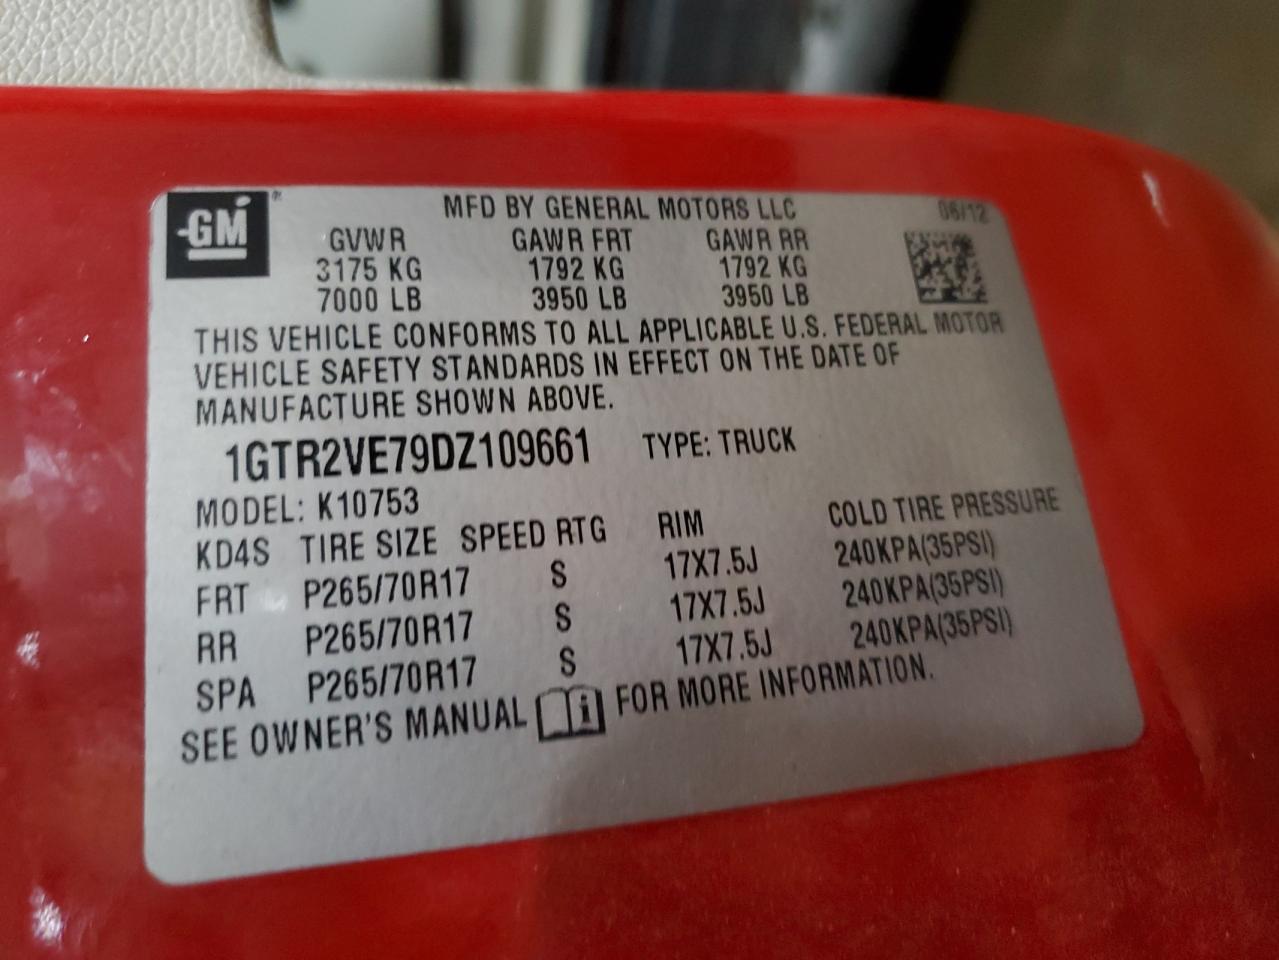 GM
MFD BY GENERAL MOTORS LLC 06/12
GVWR GAWR FRT GAWR RR
3175 KG 1792 KG 1792 KG
7000 LB 3950 LB 3950 LB
THIS VEHICLE CONFORMS TO ALL APPLICABLE U.S. FEDERAL MOTOR
VEHICLE SAFETY STANDARDS IN EFFECT ON THE DATE OF
MANUFACTURE SHOWN ABOVE.
1GTR2VE79DZ109661 TYPE: TRUCK
MODEL: K10753
KD4S TIRE SIZE SPEED RTG RIM COLD TIRE PRESSURE
FRT P265/70R17 S 17X7.5J 240KPA(35PSI)
RR P265/70R17 S 17X7.5J 240KPA(35PSI)
SPA P265/70R17 S 17X7.5J 240KPA(35PSI)
SEE OWNER'S MANUAL i FOR MORE INFORMATION.